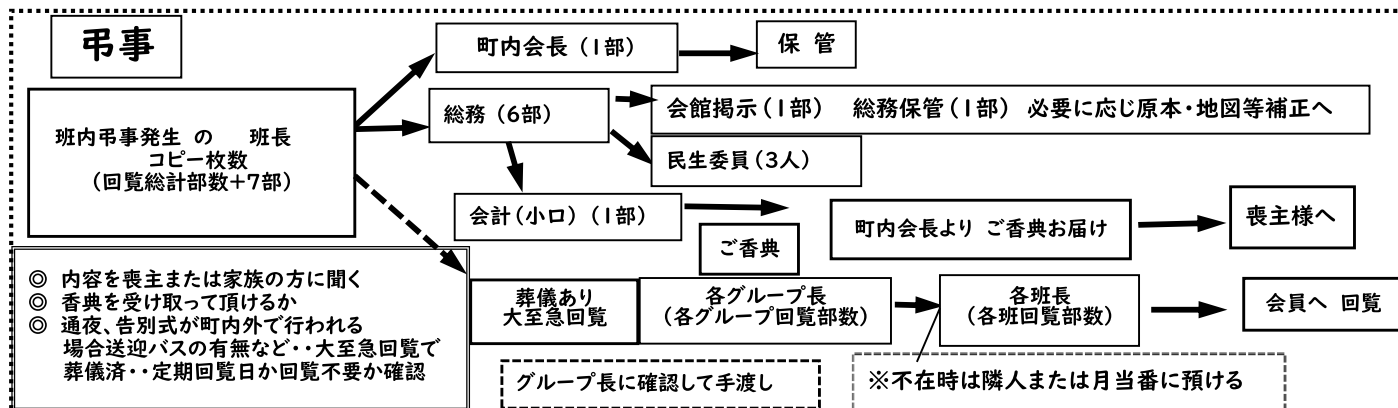 弔事
町内会長（1部）
保 管
総務（6部）
会館掲示（1部） 総務保管（1部） 必要に応じ原本・地図等補正へ
班内弔事発生 の 班長
コピー枚数
（回覧総計部数+7部）
民生委員（3人）
会計（小口）（1部）
ご香典
町内会長より ご香典お届け
喪主様へ
◎ 内容を喪主または家族の方に聞く
◎ 香典を受け取って頂けるか
◎ 通夜、告別式が町内外で行われる
場合送迎バスの有無など・・大至急回覧で
葬儀済・・定期回覧日か回覧不要か確認
葬儀あり
大至急回覧
各グループ長
（各グループ回覧部数）
各班長
（各班回覧部数）
会員へ 回覧
グループ長に確認して手渡し
※不在時は隣人または月当番に預ける